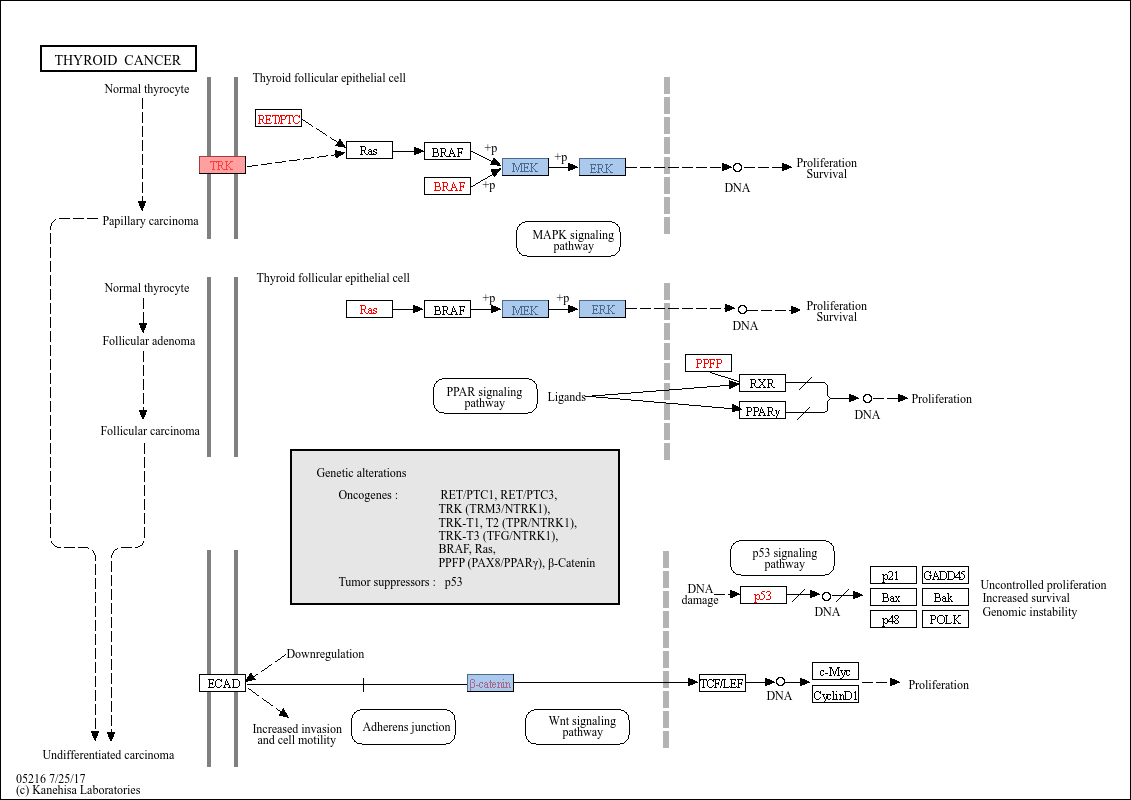 THYROID CANCER
Normal thyrocyte
Thyroid follicular epithelial cell
RET/PTC
TRK
Ras
BRAF
+p
BRAF
+p
MEK
+p
ERK
DNA
Proliferation
Survival
Papillary carcinoma
MAPK signaling
pathway
Normal thyrocyte
Thyroid follicular epithelial cell
Ras
BRAF
+p
MEK
+p
ERK
DNA
Proliferation
Survival
Follicular adenoma
PPFP
RXR
PPAR signaling
pathway
Ligands
PPARγ
DNA
Proliferation
Follicular carcinoma
Genetic alterations
Oncogenes :
RET/PTC1, RET/PTC3,
TRK (TRM3/NTRK1),
TRK-T1, T2 (TPR/NTRK1),
TRK-T3 (TFG/NTRK1),
BRAF, Ras,
PPFP (PAX8/PPARγ), β-Catenin
Tumor suppressors : p53
p53 signaling
pathway
DNA
damage
p53
DNA
p21
GADD45
Bax
Bak
p48
POLK
Uncontrolled proliferation
Increased survival
Genomic instability
Downregulation
ECAD
β-catenin
TCF/LEF
DNA
c-Myc
CyclinD1
Proliferation
Increased invasion
and cell motility
Adherens junction
Wnt signaling
pathway
Undifferentiated carcinoma
05216 7/25/17
(c) Kanehisa Laboratories